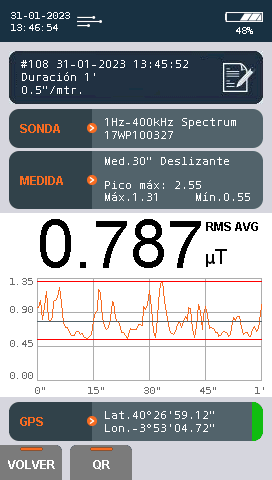 31-01-2023
13:46:54
48%
#108 31-01-2023 13:45:52
Duración 1'
0.5"/mtr.
SONDA
1Hz-400kHz Spectrum
17WP100327
MEDIDA
Med.30" Deslizante
Pico máx: 2.55
Máx.1.31 Mín.0.55
0.787 RMS AVG
µT
1.35
0.90
0.45
0.00
0" 15" 30" 45" 1'
GPS
Lat.40°26'59.12"
Lon.-3°53'04.72"
VOLVER QR